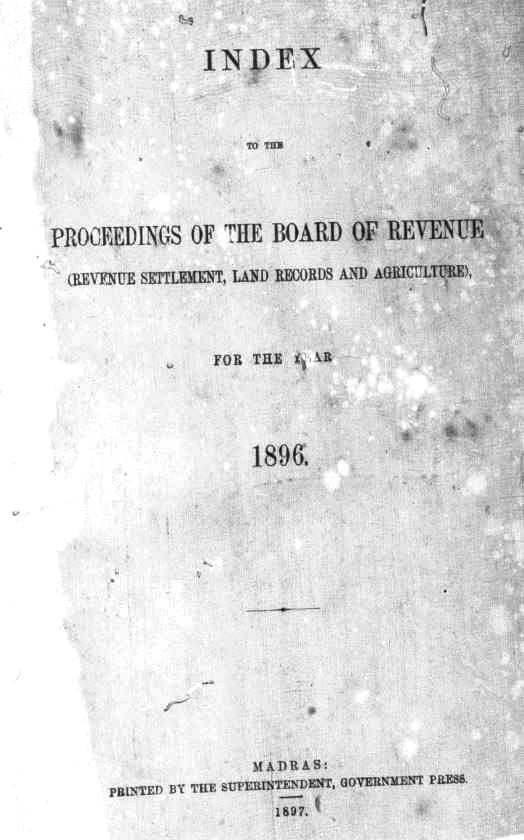 INDEX
TO THE
PROCEEDINGS OF THE BOARD OF REVENUE
(REVENUE SETTLEMENT, LAND RECORDS AND AGRICULTURE),
FOR THE YEAR
1896.
MADRAS:
PRINTED BY THE SUPERINTENDENT, GOVERNMENT PRESS.
1897.